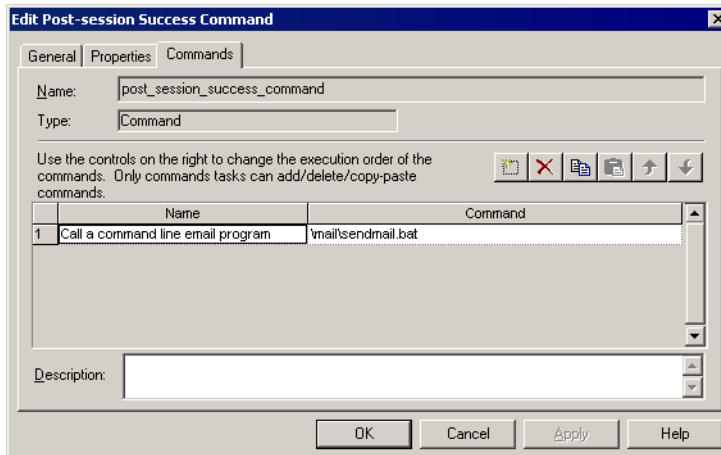 Edit Post-session Success Command
General Properties Commands
Name: post_session_success_command
Type: Command
Use the controls on the right to change the execution order of the
commands. Only commands tasks can add/delete/copy-paste
commands.
Name Command
1 Call a command line email program \mail\sendmail.bat
Description:
OK Cancel Apply Help